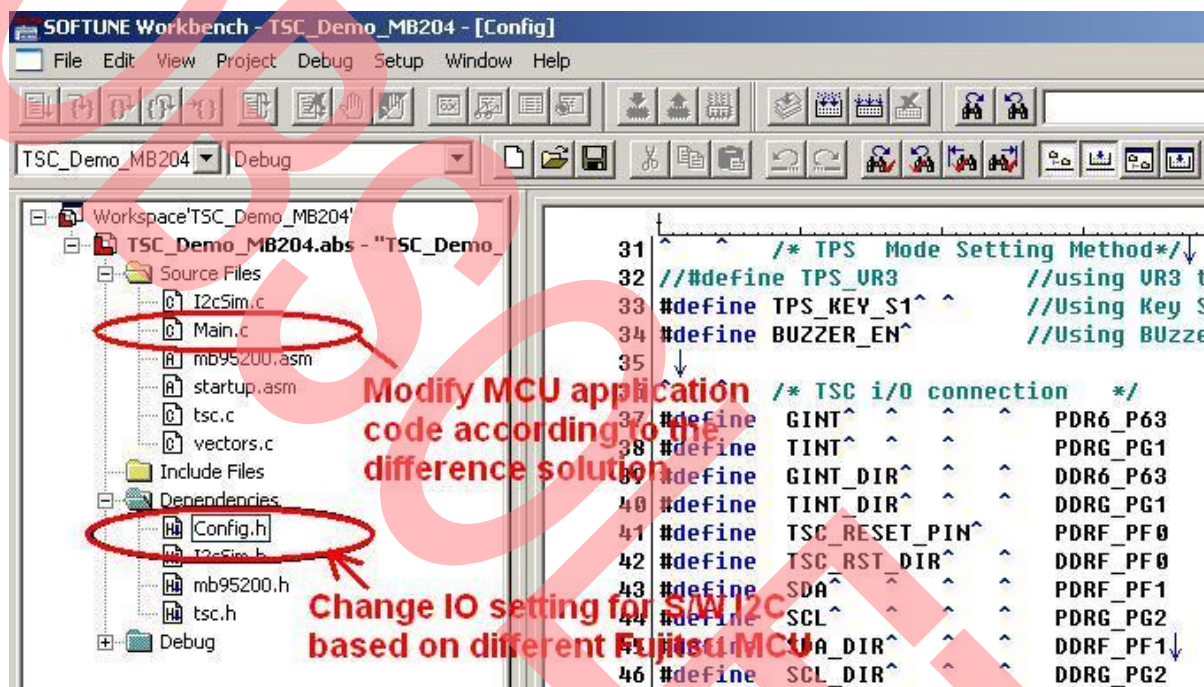 SOFTUNE Workbench - TSC_Demo_MB204 - [Config]
File Edit View Project Debug Setup Window Help
TSC_Demo_MB204 Debug
Workspace'TSC_Demo_MB204'
TSC_Demo_MB204.abs - "TSC_Demo_
Source Files
I2cSim.c
Main.c
mb95200.asm
startup.asm
tsc.c
vectors.c
Include Files
Dependencies
Config.h
I2cSim.h
mb95200.h
tsc.h
Debug
Modify MCU application
code according to the
difference solution
Change IO setting for S/W I2C
based on different Fujitsu MCU
31 ^ ^ /* TPS Mode Setting Method*/↓
32 //#define TPS_VR3 //using VR3 t
33 #define TPS_KEY_S1^ ^ //Using Key
34 #define BUZZER_EN^ //Using BUzze
35 ↓
36 ^ ^ /* TSC i/O connection */
37 #define GINT^ ^ ^ ^ PDR6_P63
38 #define TINT^ ^ ^ ^ PDRG_PG1
39 #define GINT_DIR^ ^ ^ DDR6_P63
40 #define TINT_DIR^ ^ ^ DDRG_PG1
41 #define TSC_RESET_PIN^ ^ PDRF_PF0
42 #define TSC_RST_DIR^ ^ ^ DDRF_PF0
43 #define SDA^ ^ ^ ^ PDRF_PF1
44 #define SCL^ ^ ^ ^ PDRG_PG2
45 #define SDA_DIR^ ^ ^ DDRF_PF1↓
46 #define SCL_DIR^ ^ ^ DDRG_PG2